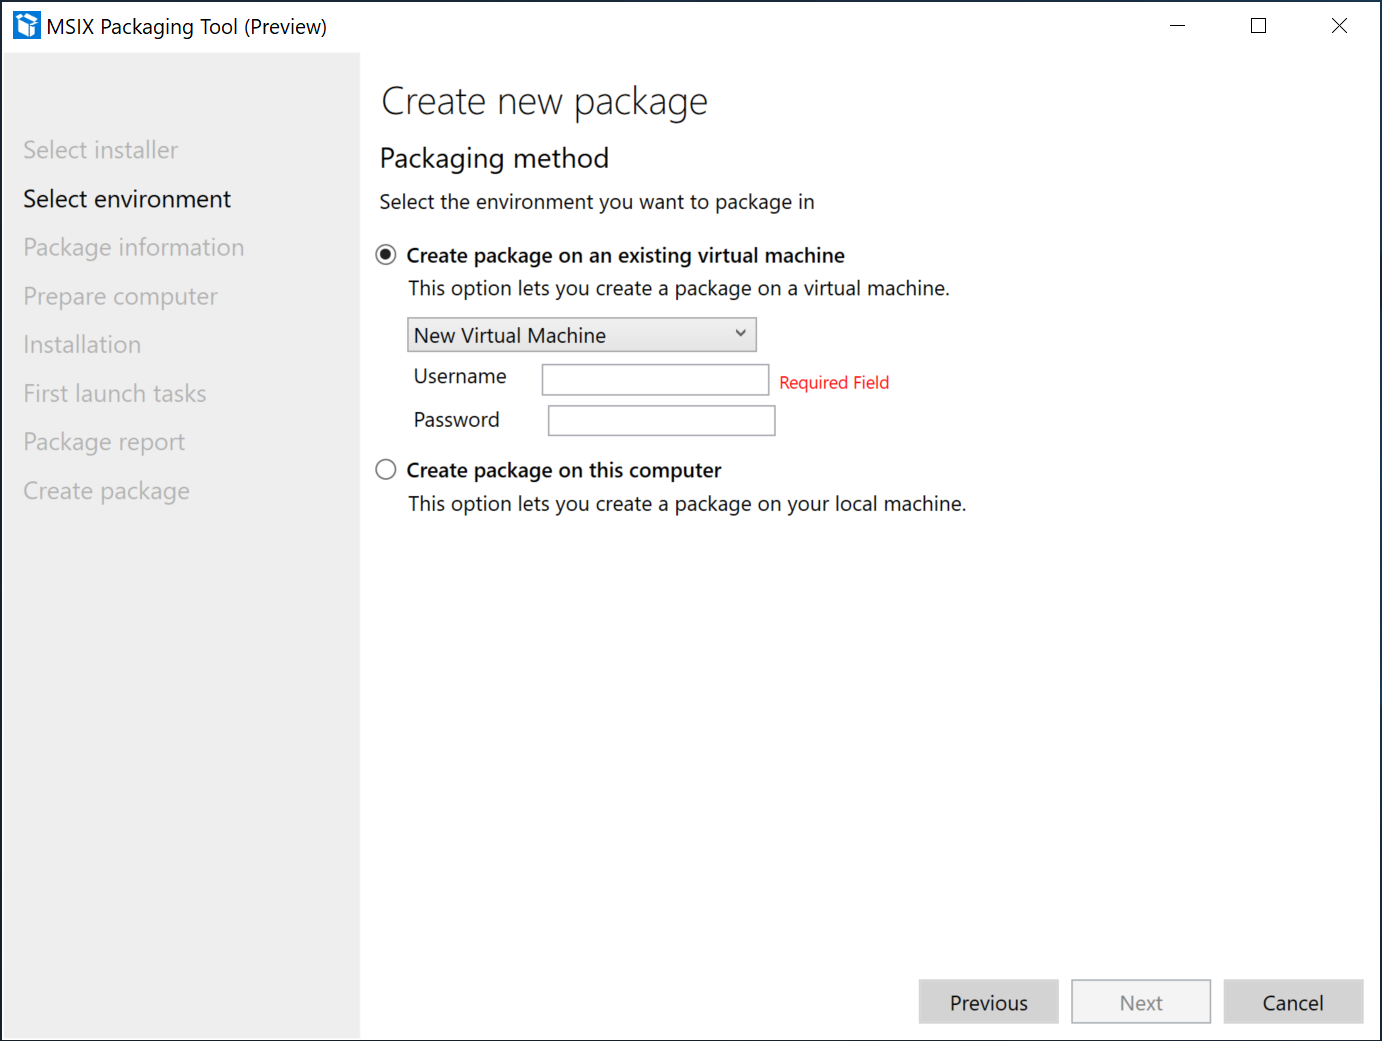 MSIX Packaging Tool (Preview)
Select installer
Select environment
Package information
Prepare computer
Installation
First launch tasks
Package report
Create package
Create new package
Packaging method
Select the environment you want to package in
Create package on an existing virtual machine
This option lets you create a package on a virtual machine.
New Virtual Machine
Username Required Field
Password
Create package on this computer
This option lets you create a package on your local machine.
Previous Next Cancel